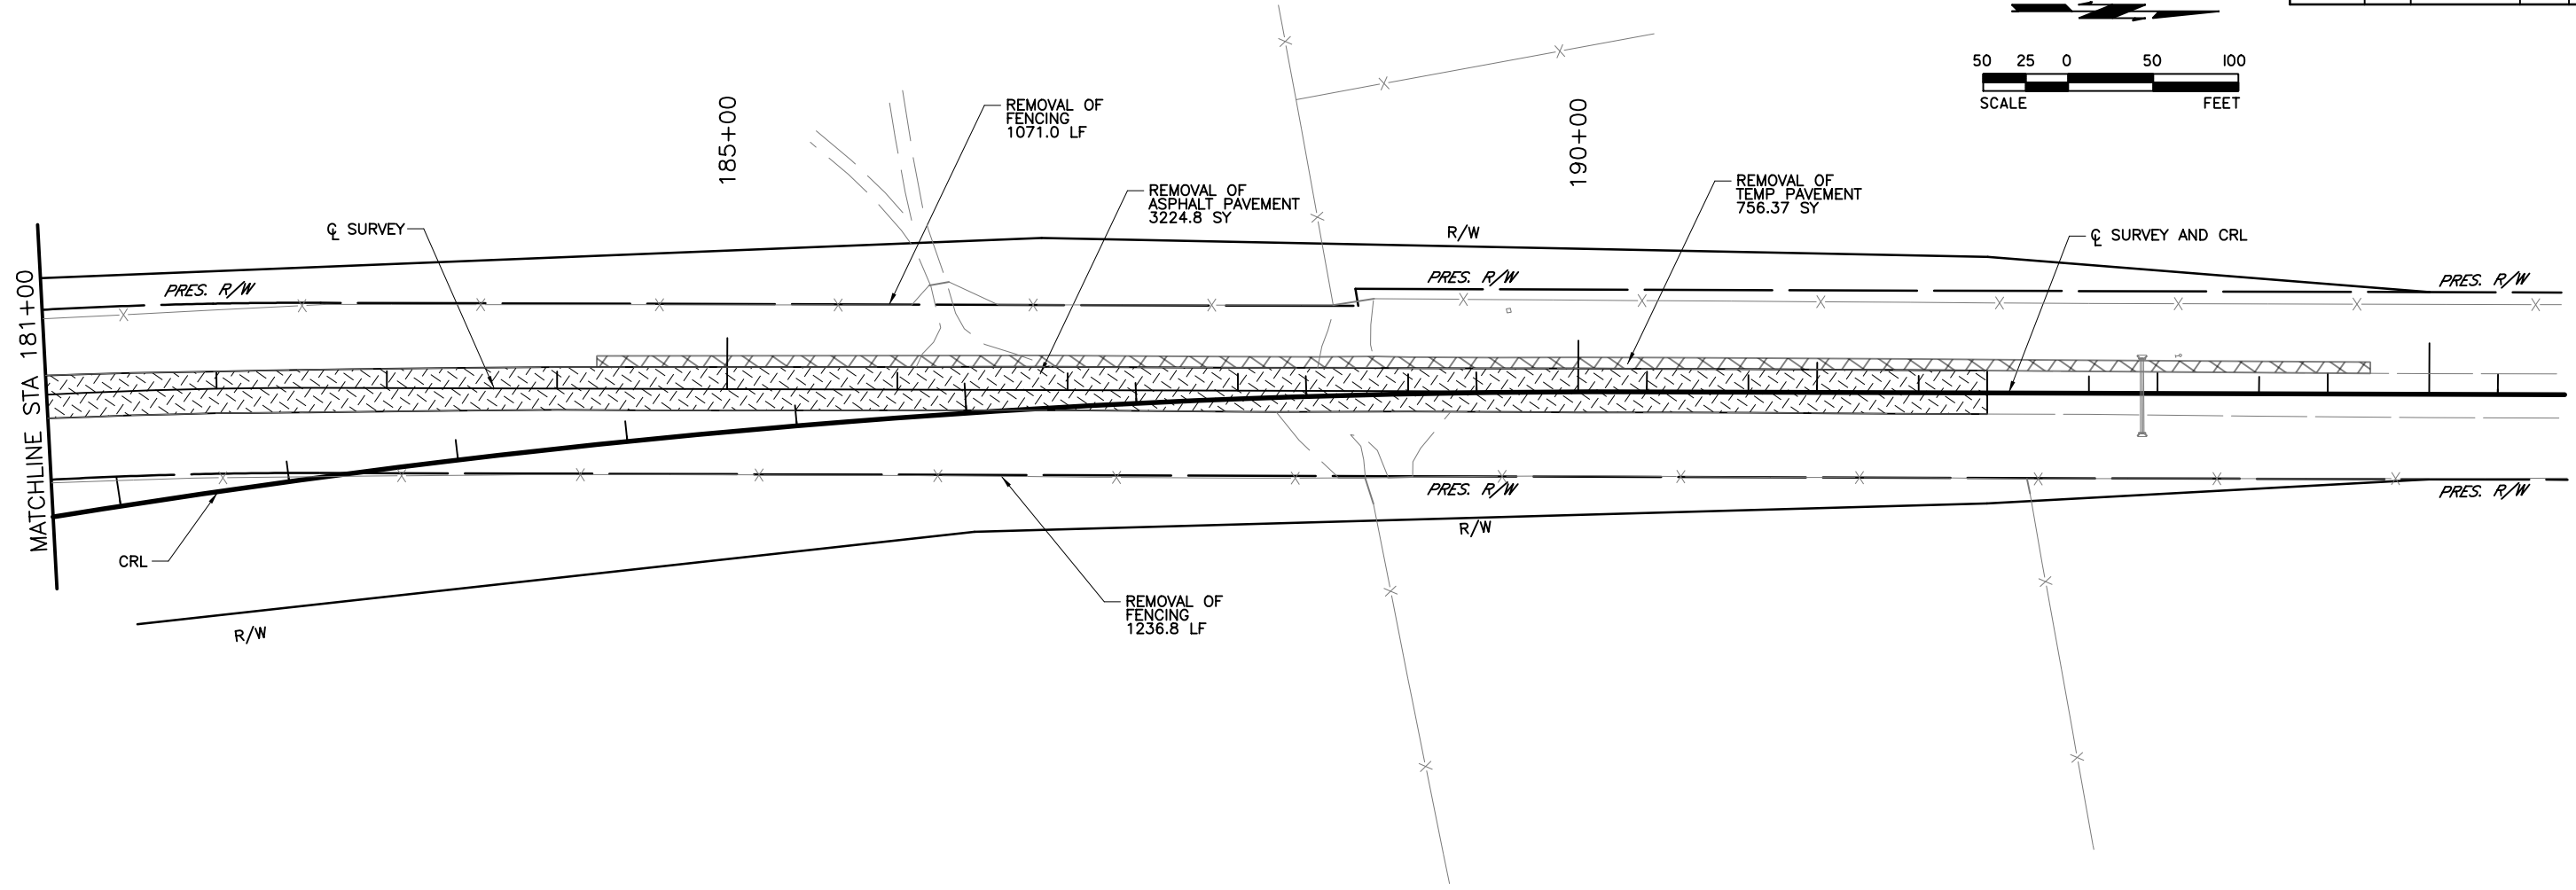 50 25 0 50 100
SCALE FEET
185+00
190+00
REMOVAL OF
FENCING
1071.0 LF
REMOVAL OF
ASPHALT PAVEMENT
3224.8 SY
REMOVAL OF
TEMP PAVEMENT
756.37 SY
℄ SURVEY
R/W
℄ SURVEY AND CRL
PRES. R/W
PRES. R/W
PRES. R/W
MATCHLINE STA 181+00
PRES. R/W
PRES. R/W
R/W
CRL
REMOVAL OF
FENCING
1236.8 LF
R/W